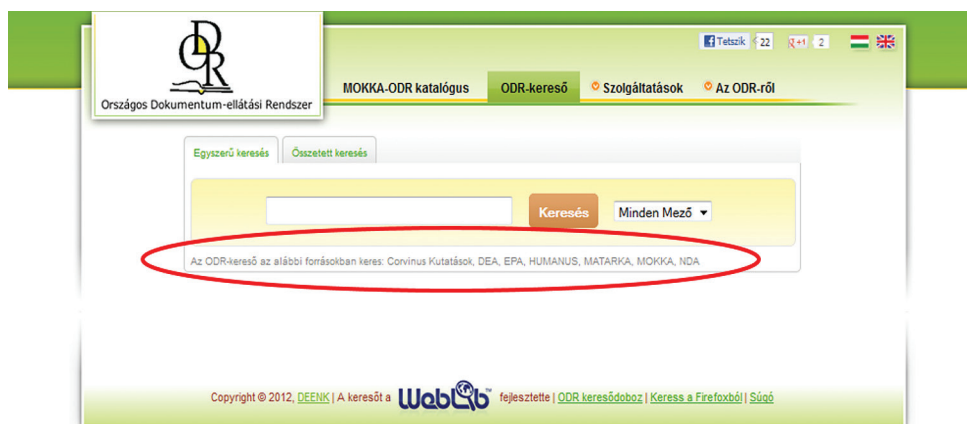 Tetszik 22 +1 2
ODR
Országos Dokumentum-ellátási Rendszer
MOKKA-ODR katalógus ODR-kereső Szolgáltatások Az ODR-ről
Egyszerű keresés Összetett keresés
Keresés Minden Mező
Az ODR-kereső az alábbi forrásokban keres: Corvinus Kutatások, DEA, EPA, HUMANUS, MATARKA, MOKKA, NDA
Copyright © 2012, DEENK | A keresőt a WebLib™ fejlesztette | ODR keresődoboz | Keress a Firefoxból | Súgó